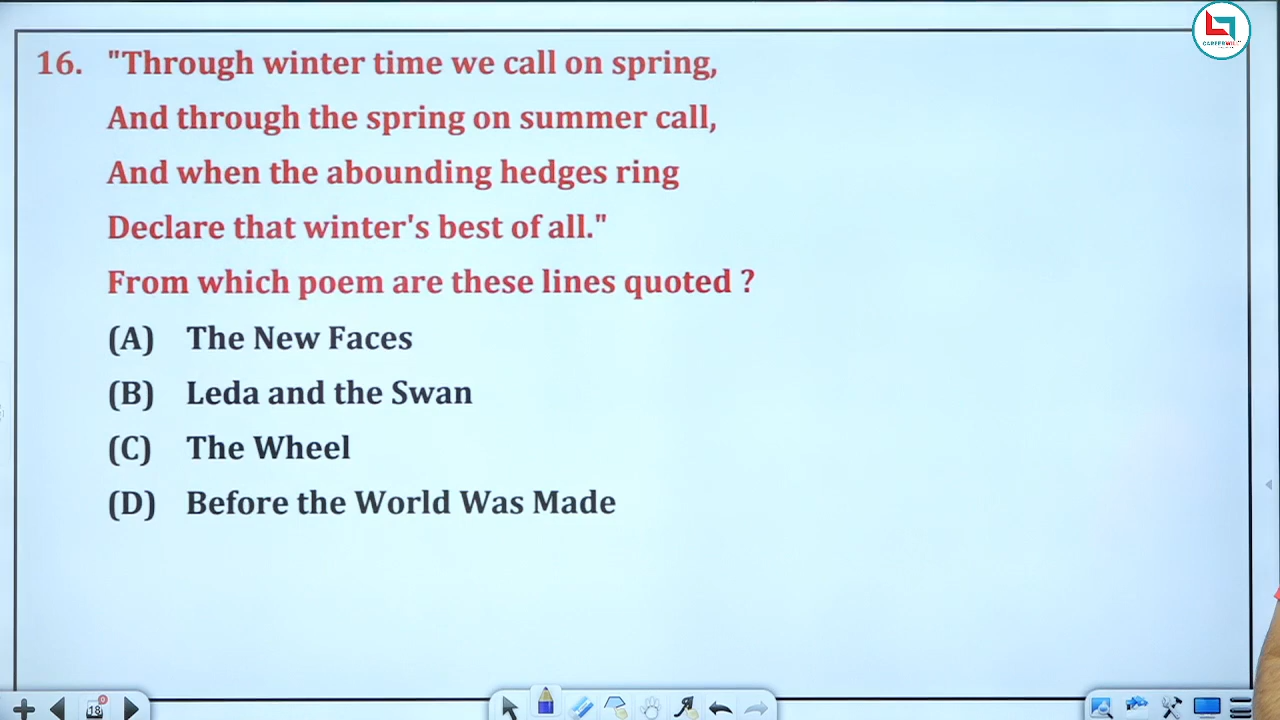 CAREERWILL
16. "Through winter time we call on spring,
And through the spring on summer call,
And when the abounding hedges ring
Declare that winter's best of all."
From which poem are these lines quoted ?
(A) The New Faces
(B) Leda and the Swan
(C) The Wheel
(D) Before the World Was Made
18